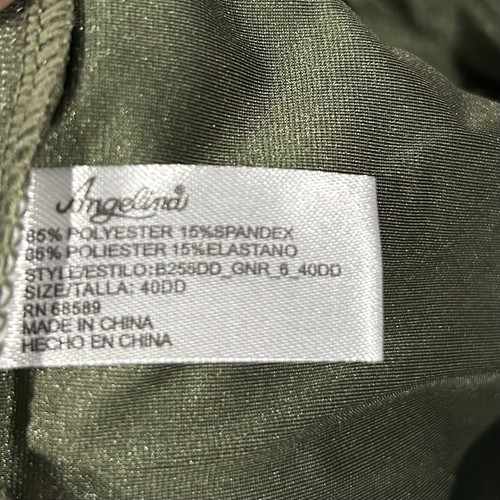 Angelina®
85% POLYESTER 15%SPANDEX
85% POLIESTER 15%ELASTANO
STYLE/ESTILO:B255DD_GNR_6_40DD
SIZE/TALLA: 40DD
RN 68589
MADE IN CHINA
HECHO EN CHINA